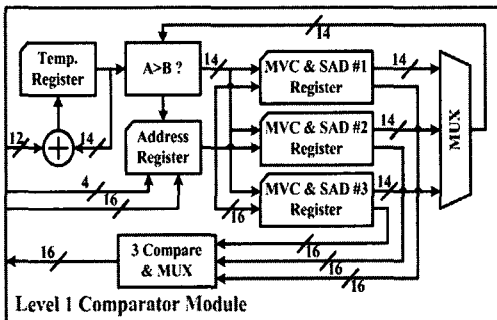 14
Temp.
Register
A>B ?
14
MVC & SAD #1
Register
14
12
14
Address
Register
MVC & SAD #2
Register
14
MUX
4
16
16
MVC & SAD #3
Register
14
16
3 Compare
& MUX
16
16
16
Level 1 Comparator Module